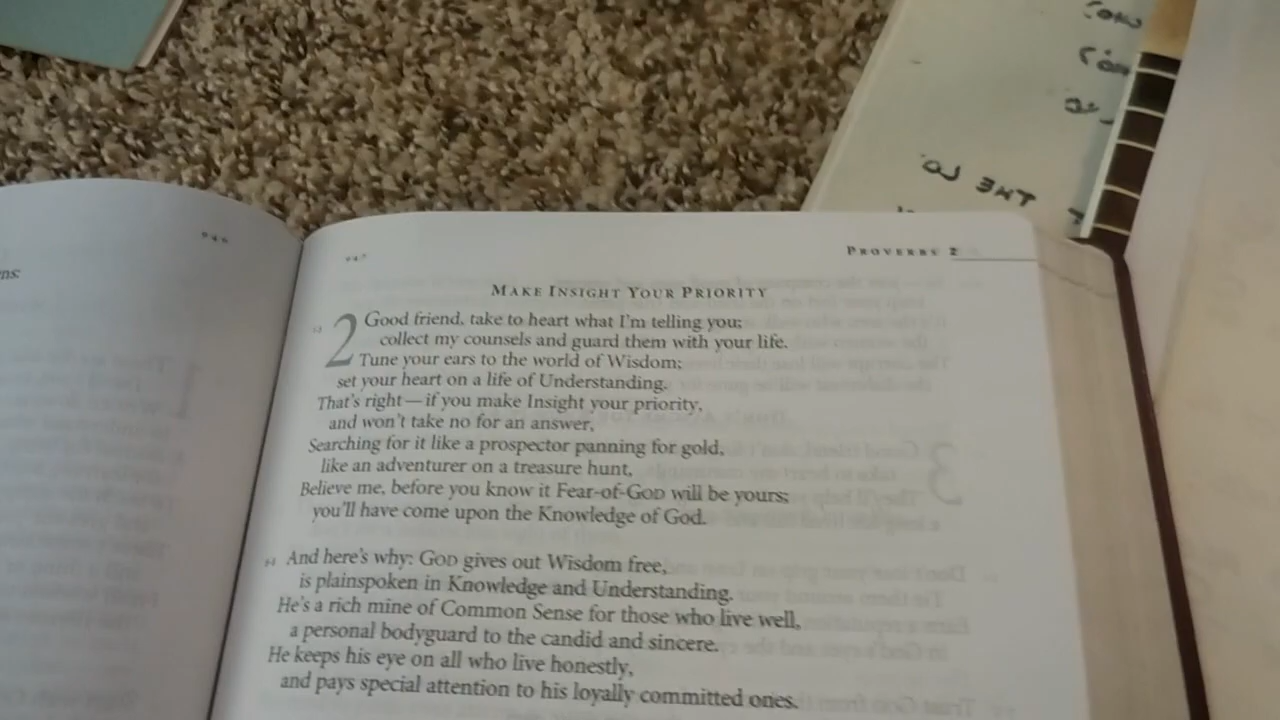 ns:
PROVERBS 2
MAKE INSIGHT YOUR PRIORITY
2 Good friend, take to heart what I'm telling you;
collect my counsels and guard them with your life.
Tune your ears to the world of Wisdom;
set your heart on a life of Understanding.
That's right—if you make Insight your priority,
and won't take no for an answer,
Searching for it like a prospector panning for gold,
like an adventurer on a treasure hunt,
Believe me, before you know it Fear-of-GOD will be yours;
you'll have come upon the Knowledge of God.
And here's why: GOD gives out Wisdom free,
is plainspoken in Knowledge and Understanding.
He's a rich mine of Common Sense for those who live well,
a personal bodyguard to the candid and sincere.
He keeps his eye on all who live honestly,
and pays special attention to his loyally committed ones.
THE